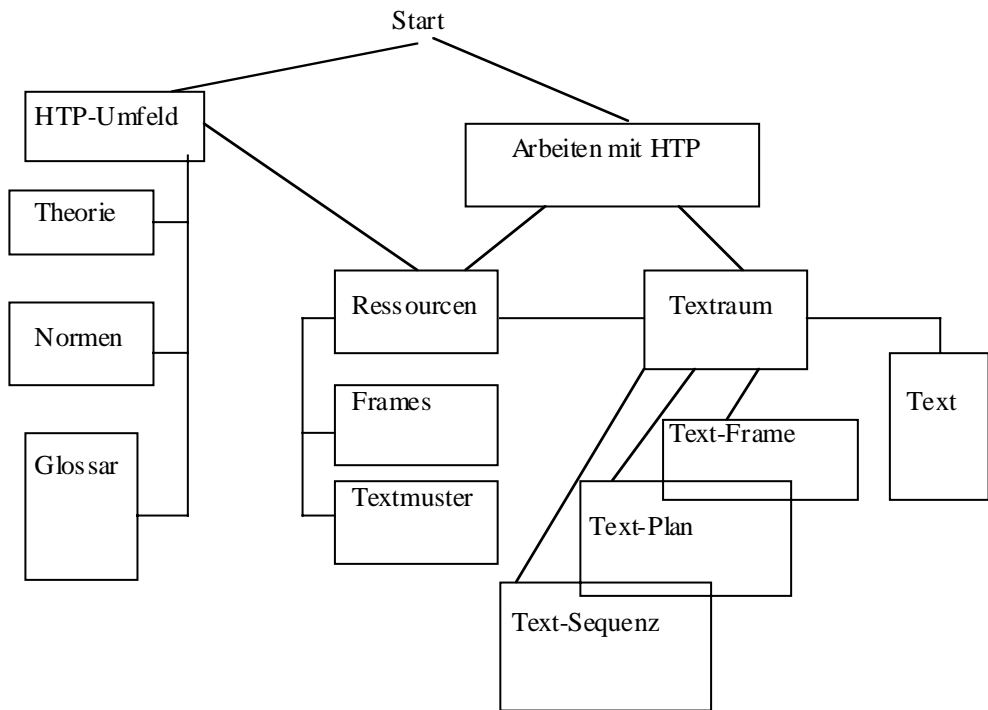 Start
HTP-Umfeld
Arbeiten mit HTP
Theorie
Ressourcen
Textraum
Normen
Frames
Text
Text-Frame
Glossar
Textmuster
Text-Plan
Text-Sequenz